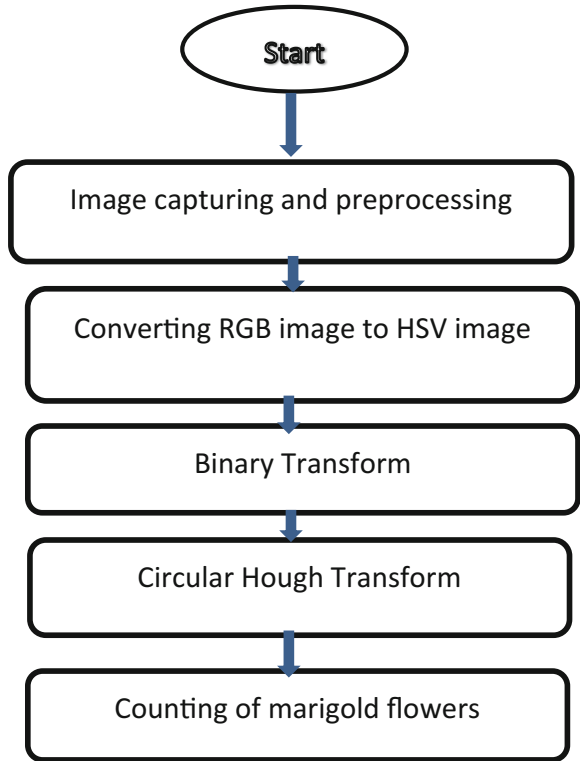 Start
Image capturing and preprocessing
Converting RGB image to HSV image
Binary Transform
Circular Hough Transform
Counting of marigold flowers